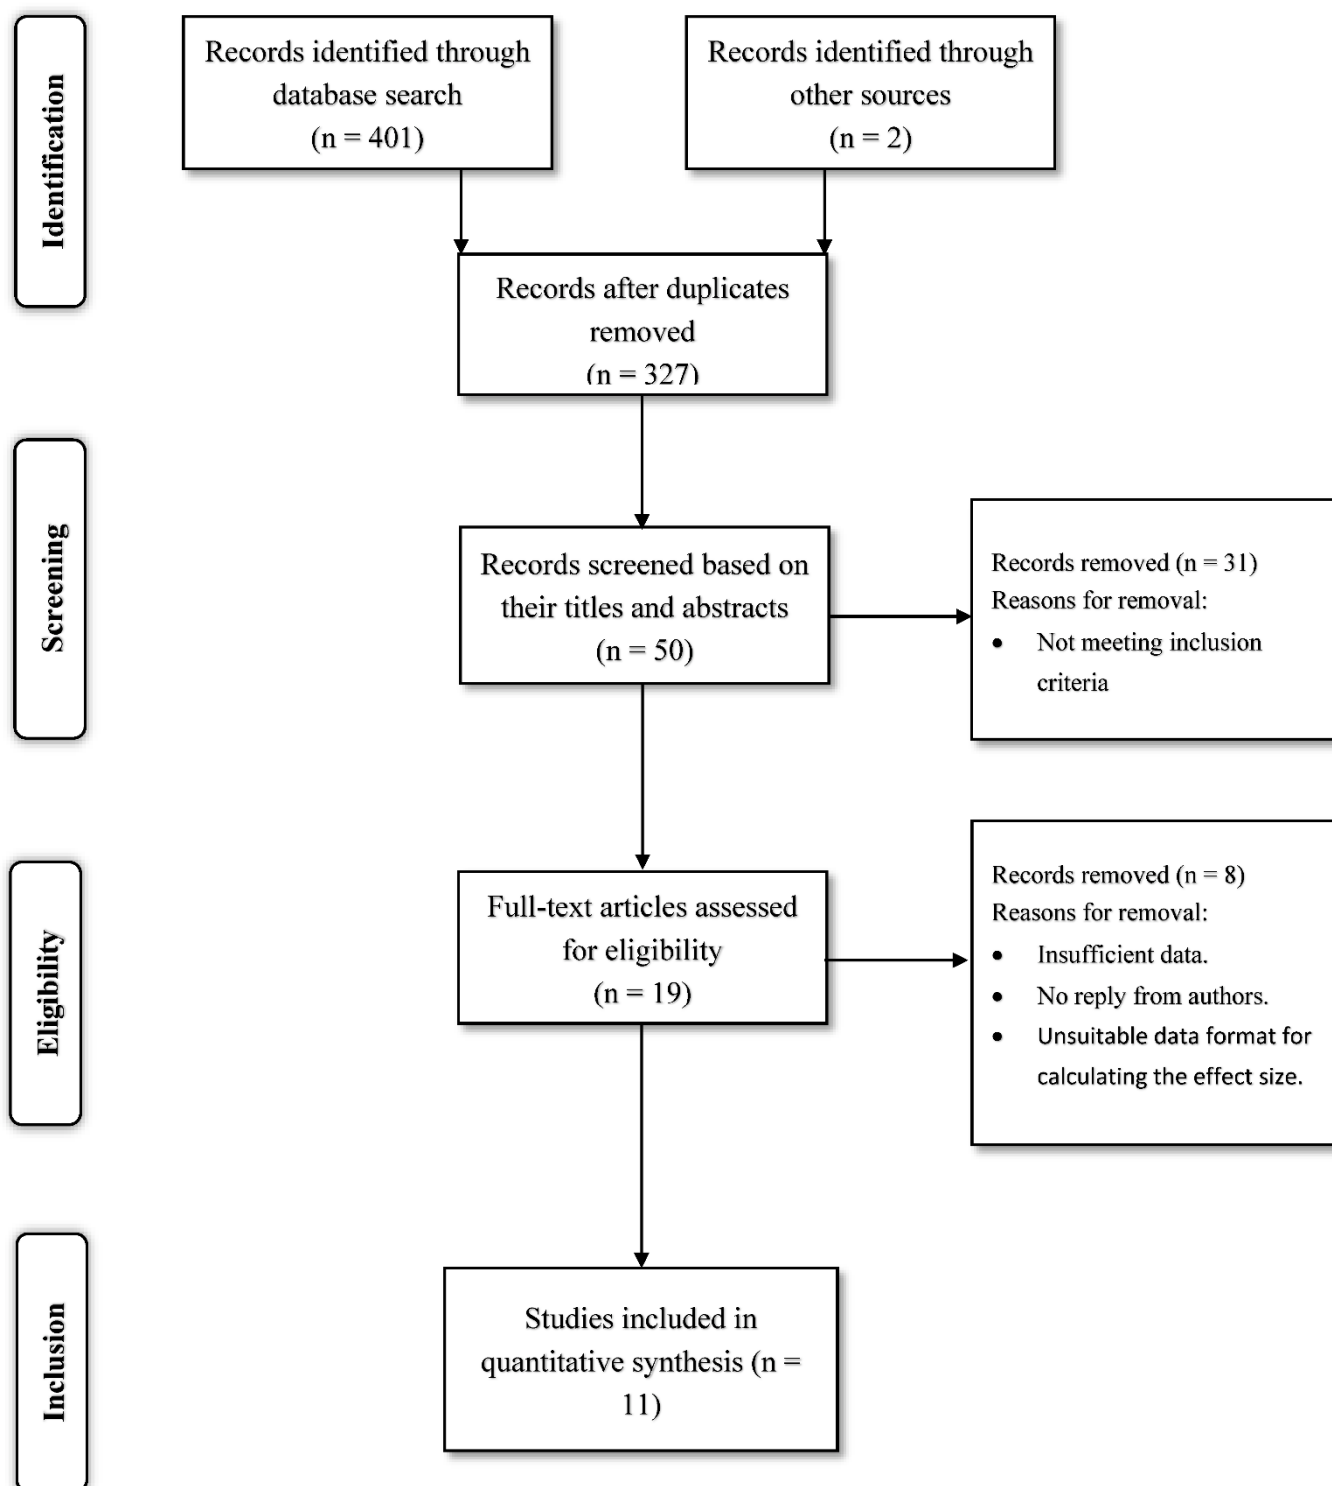 Identification
Records identified through
database search
(n = 401)
Records identified through
other sources
(n = 2)
Records after duplicates
removed
(n = 327)
Screening
Records screened based on
their titles and abstracts
(n = 50)
Records removed (n = 31)
Reasons for removal:
• Not meeting inclusion
criteria
Eligibility
Full-text articles assessed
for eligibility
(n = 19)
Records removed (n = 8)
Reasons for removal:
• Insufficient data.
• No reply from authors.
• Unsuitable data format for
calculating the effect size.
Inclusion
Studies included in
quantitative synthesis (n =
11)